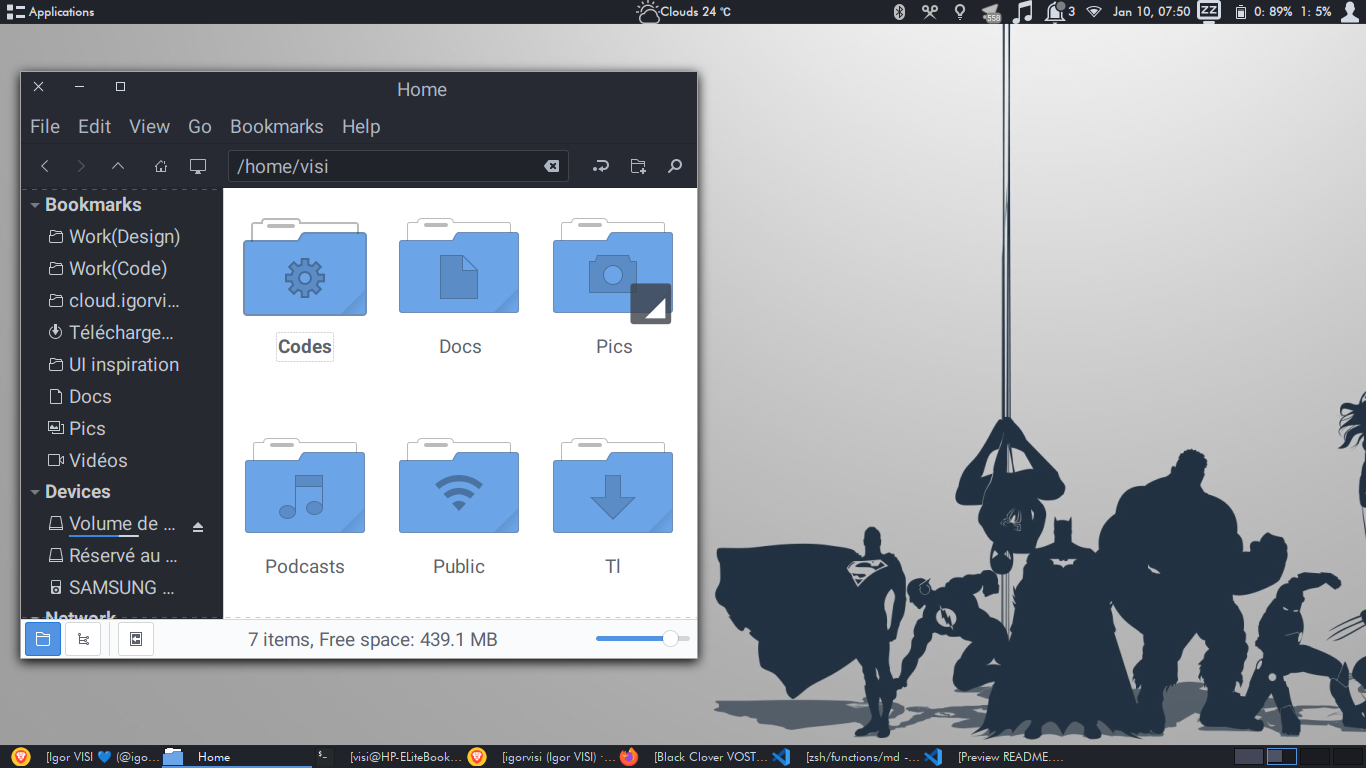 Applications
Clouds 24 ℃
558
3
Jan 10, 07:50
zz
0: 89% 1: 5%
Home
File Edit View Go Bookmarks Help
/home/visi
Bookmarks
Work(Design)
Work(Code)
cloud.igorvi...
Télécharge...
UI inspiration
Docs
Pics
Vidéos
Devices
Volume de ...
Réservé au ...
SAMSUNG ...
Network
Codes
Docs
Pics
Podcasts
Public
Tl
7 items, Free space: 439.1 MB
[Igor VISI 💙 (@igo...
Home
[visi@HP-ELiteBook...
[igorvisi (Igor VISI) ·...
[Black Clover VOST...
[zsh/functions/md -...
[Preview README....